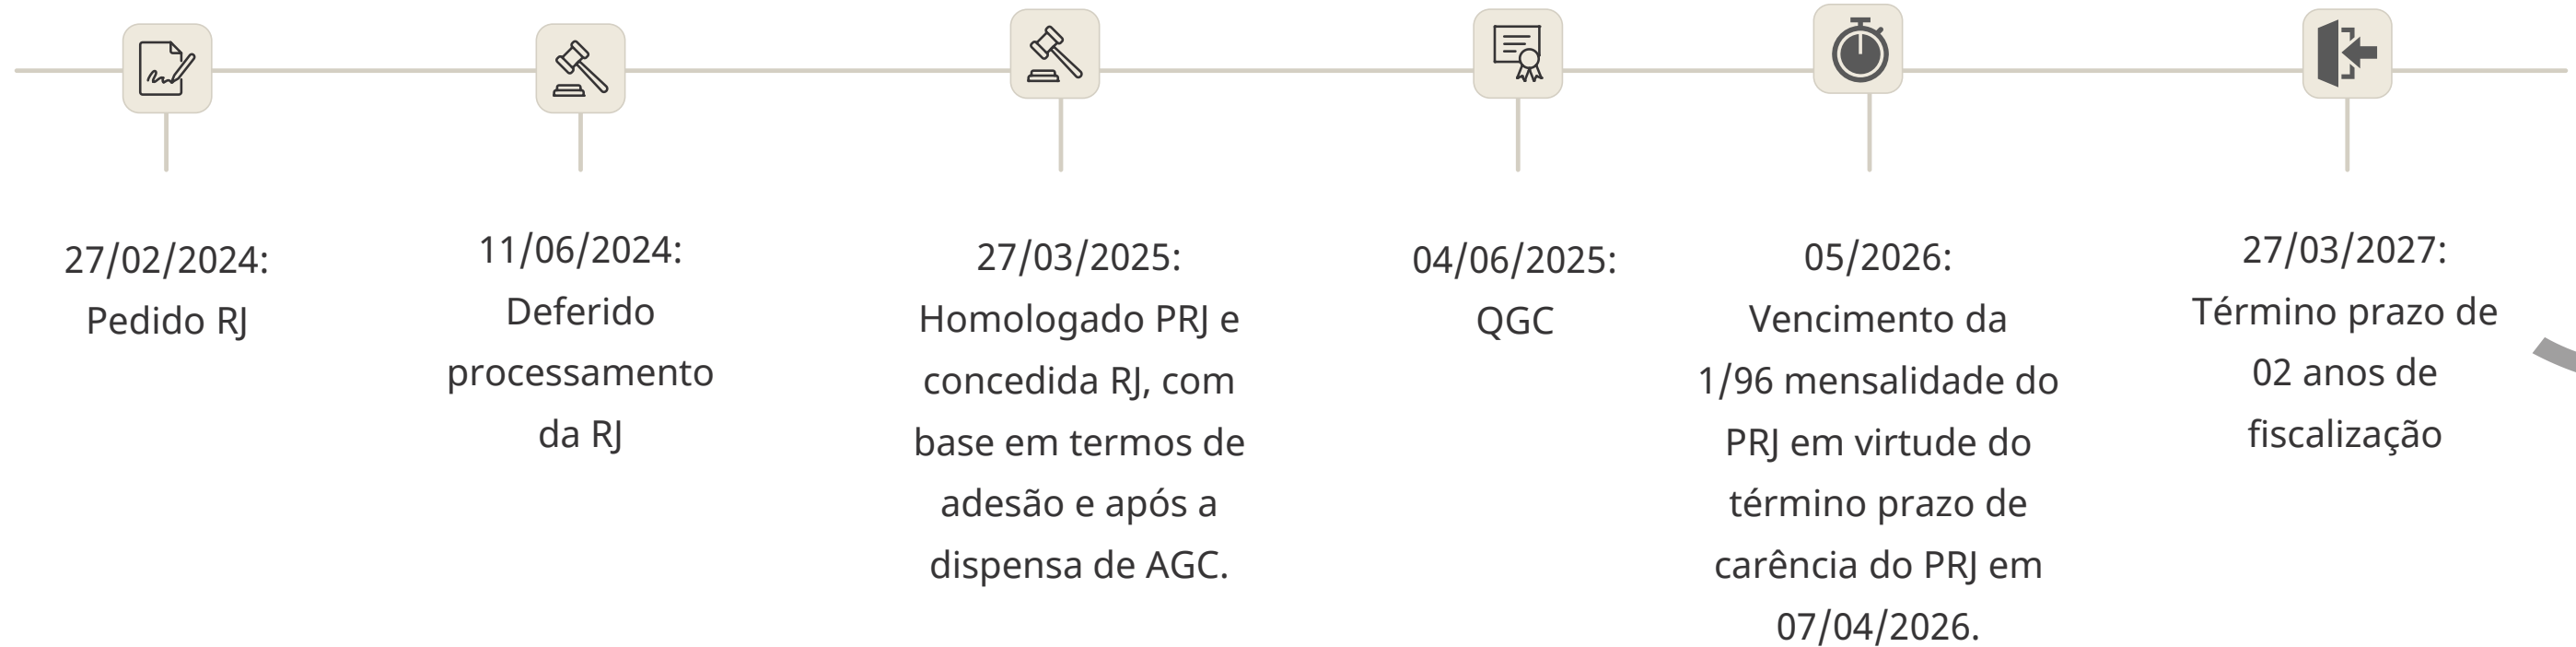 27/02/2024:
Pedido RJ
11/06/2024:
Deferido
processamento
da RJ
27/03/2025:
Homologado PRJ e
concedida RJ, com
base em termos de
adesão e após a
dispensa de AGC.
04/06/2025:
QGC
05/2026:
Vencimento da
1/96 mensalidade do
PRJ em virtude do
término prazo de
carência do PRJ em
07/04/2026.
27/03/2027:
Término prazo de
02 anos de
fiscalização